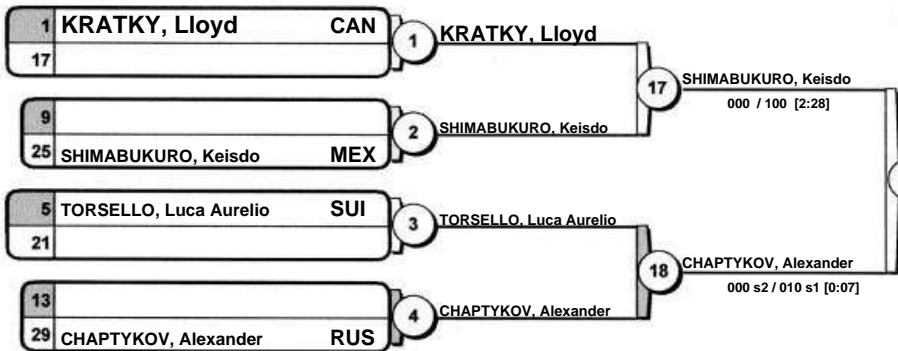 1 KRATKY, Lloyd CAN
17
1
KRATKY, Lloyd
9
25 SHIMABUKURO, Keisdo MEX
2
SHIMABUKURO, Keisdo
17
SHIMABUKURO, Keisdo
000 / 100 [2:28]
5 TORSELLO, Luca Aurelio SUI
21
3
TORSELLO, Luca Aurelio
13
29 CHAPTYKOV, Alexander RUS
4
CHAPTYKOV, Alexander
18
CHAPTYKOV, Alexander
000 s2 / 010 s1 [0:07]